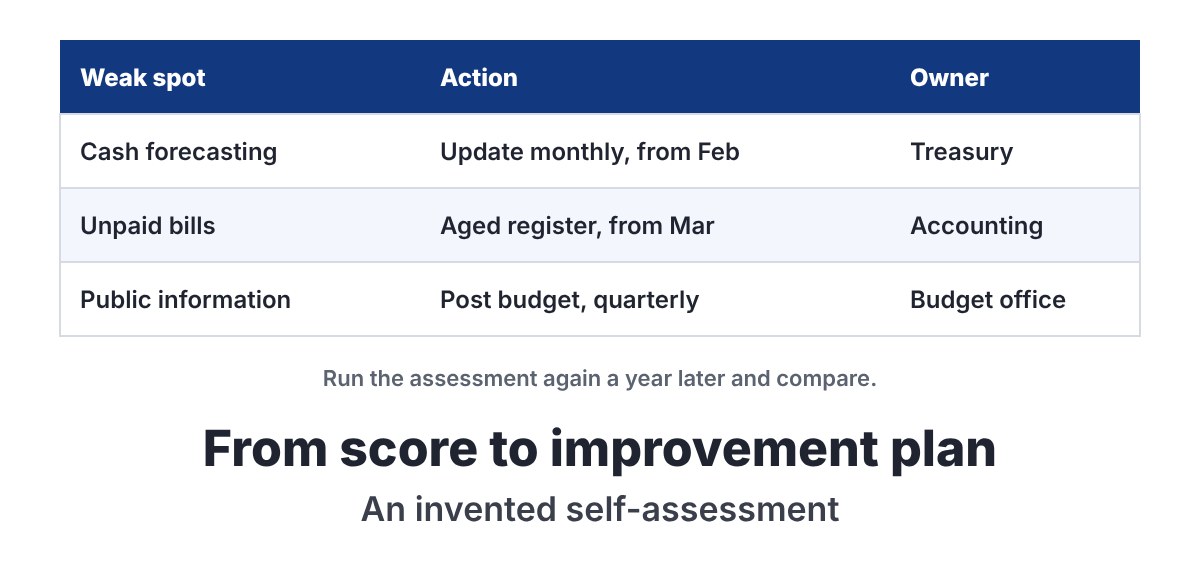 Weak spot Action Owner
Cash forecasting Update monthly, from Feb Treasury
Unpaid bills Aged register, from Mar Accounting
Public information Post budget, quarterly Budget office
Run the assessment again a year later and compare.
From score to improvement plan
An invented self-assessment